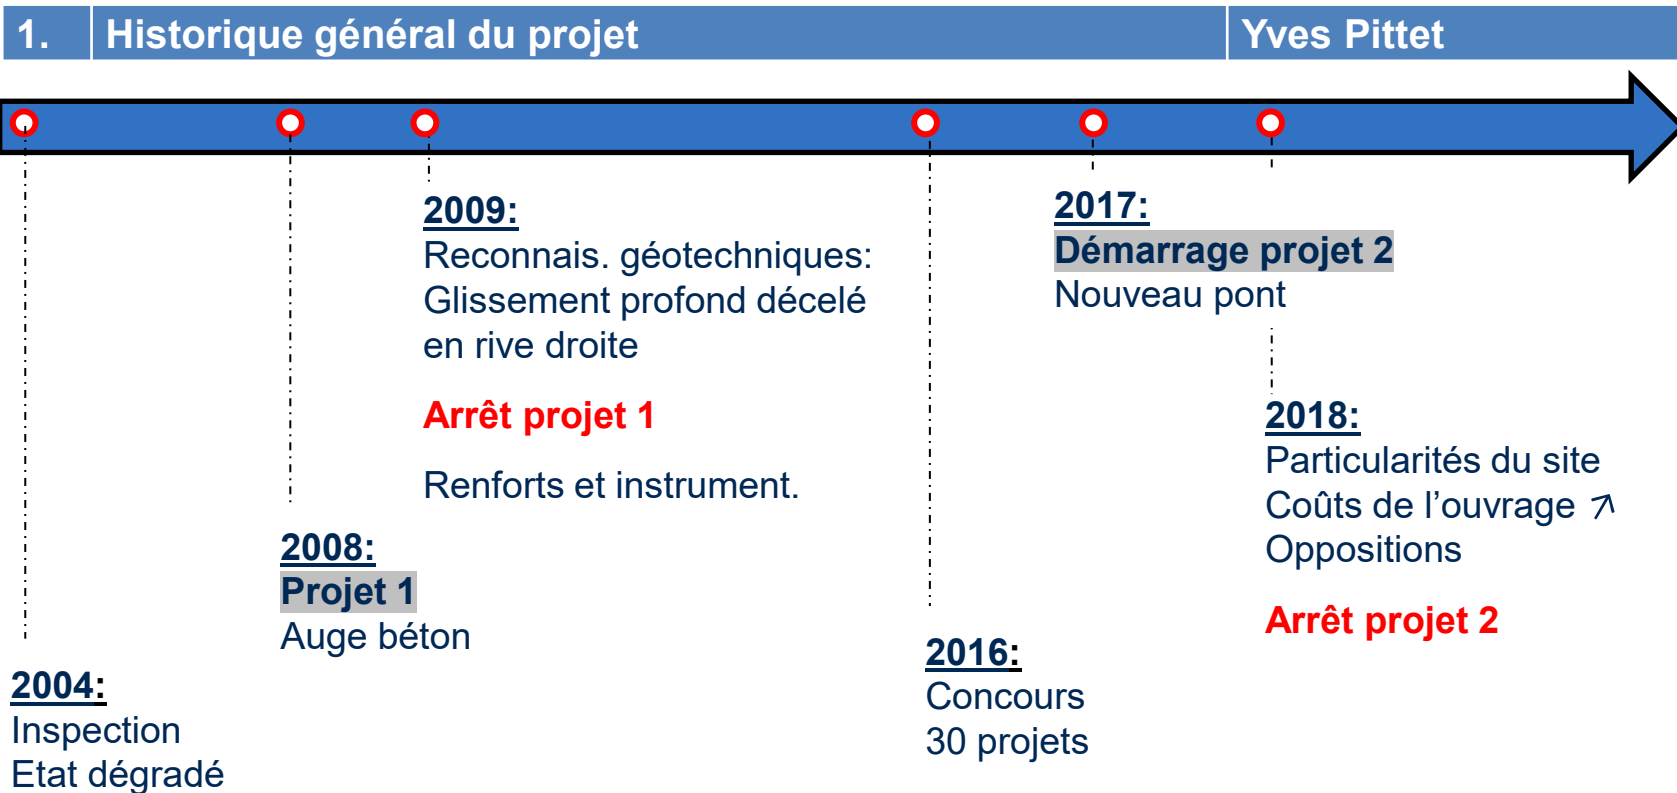 1. Historique général du projet Yves Pittet
2004:
Inspection
Etat dégradé
2008:
Projet 1
Auge béton
2009:
Reconnais. géotechniques:
Glissement profond décelé
en rive droite
Arrêt projet 1
Renforts et instrument.
2016:
Concours
30 projets
2017:
Démarrage projet 2
Nouveau pont
2018:
Particularités du site
Coûts de l’ouvrage ↗
Oppositions
Arrêt projet 2